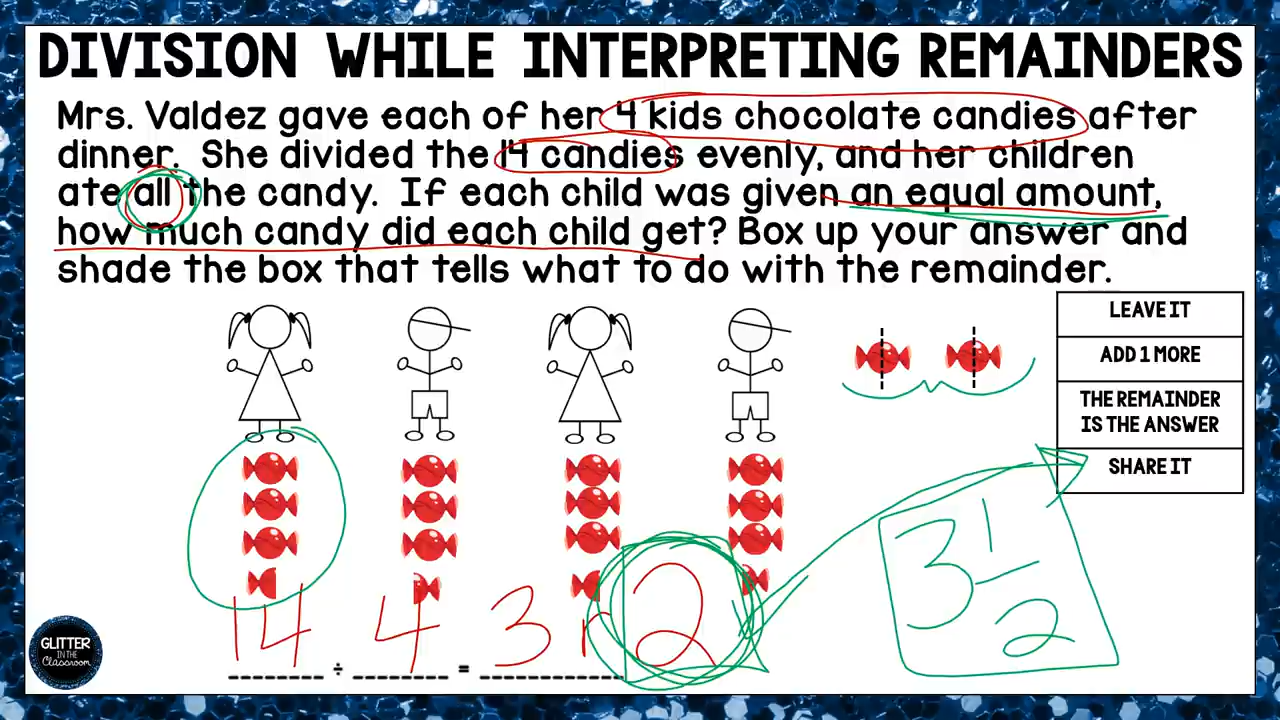 DIVISION WHILE INTERPRETING REMAINDERS
Mrs. Valdez gave each of her 4 kids chocolate candies after
dinner. She divided the 14 candies evenly, and her children
ate all the candy. If each child was given an equal amount,
how much candy did each child get? Box up your answer and
shade the box that tells what to do with the remainder.
LEAVE IT
ADD 1 MORE
THE REMAINDER
IS THE ANSWER
SHARE IT
3 1/2
14 ÷ 4 = 3 r 2
GLITTER
IN THE
Classroom